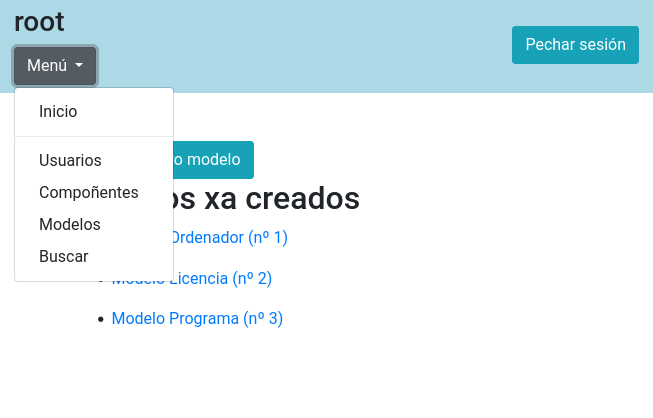 root
Pechar sesión
Menú
Inicio
Usuarios
Compoñentes
Modelos
Buscar
modelo
xa creados
Ordenador (nº 1)
Modelo Licencia (nº 2)
Modelo Programa (nº 3)